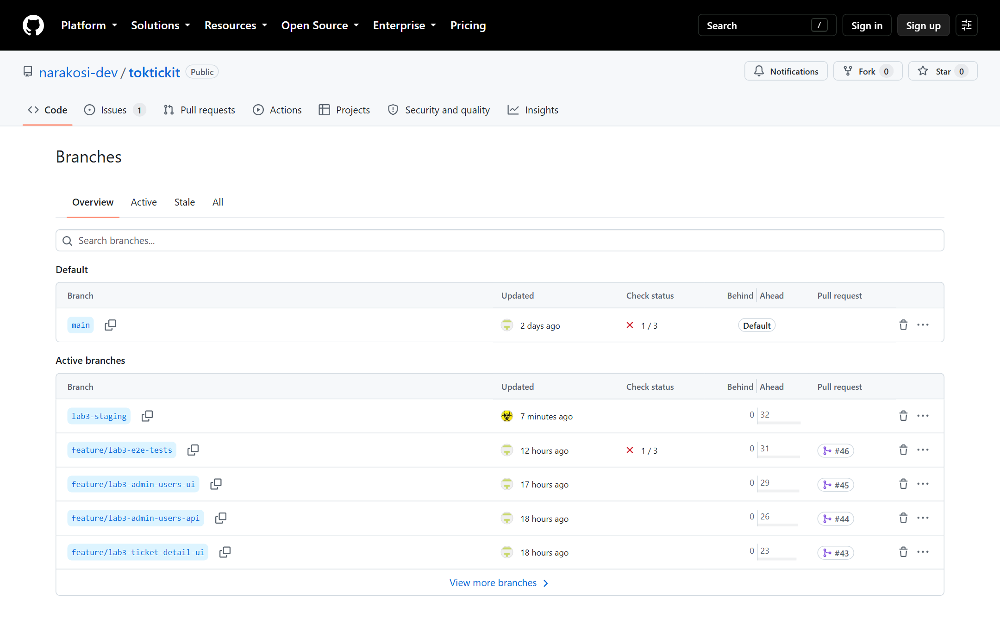 Platform Solutions Resources Open Source Enterprise Pricing Search / Sign in Sign up
narakosi-dev / toktickit Public Notifications Fork 0 Star 0
Code Issues 1 Pull requests Actions Projects Security and quality Insights
Branches
Overview Active Stale All
Search branches...
Default
Branch Updated Check status Behind Ahead Pull request
main 2 days ago 1 / 3 Default
Active branches
Branch Updated Check status Behind Ahead Pull request
lab3-staging 7 minutes ago 0 32
feature/lab3-e2e-tests 12 hours ago 1 / 3 0 31 #46
feature/lab3-admin-users-ui 17 hours ago 0 29 #45
feature/lab3-admin-users-api 18 hours ago 0 26 #44
feature/lab3-ticket-detail-ui 18 hours ago 0 23 #43
View more branches